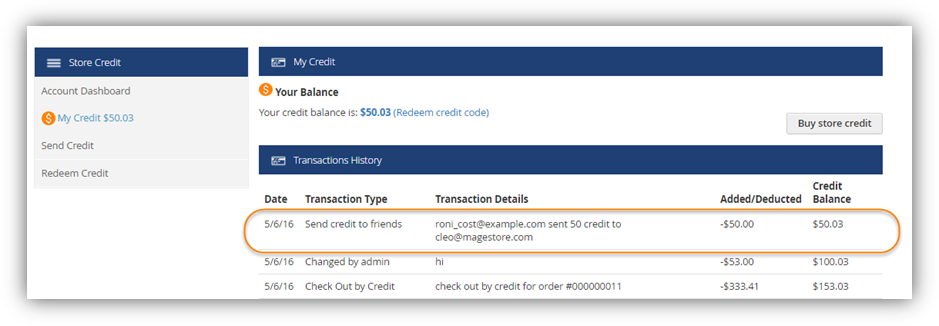 Store Credit
Account Dashboard
My Credit $50.03
Send Credit
Redeem Credit
My Credit
Your Balance
Your credit balance is: $50.03 (Redeem credit code)
Buy store credit
Transactions History
Date Transaction Type Transaction Details Added/Deducted Credit Balance
5/6/16 Send credit to friends roni_cost@example.com sent 50 credit to -$50.00 $50.03
cleo@magestore.com
5/6/16 Changed by admin hi -$53.00 $100.03
5/6/16 Check Out by Credit check out by credit for order #000000011 -$333.41 $153.03